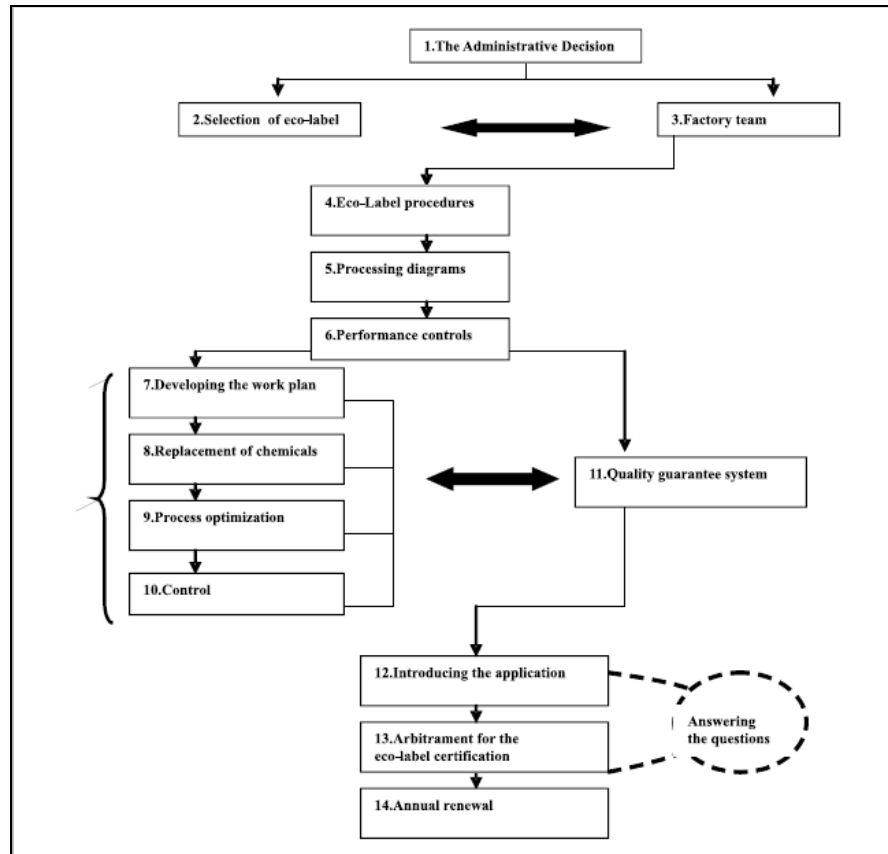 1.The Administrative Decision
2.Selection of eco-label
3.Factory team
4.Eco-Label procedures
5.Processing diagrams
6.Performance controls
7.Developing the work plan
8.Replacement of chemicals
9.Process optimization
10.Control
11.Quality guarantee system
12.Introducing the application
13.Arbitrament for the
eco-label certification
Answering
the questions
14.Annual renewal